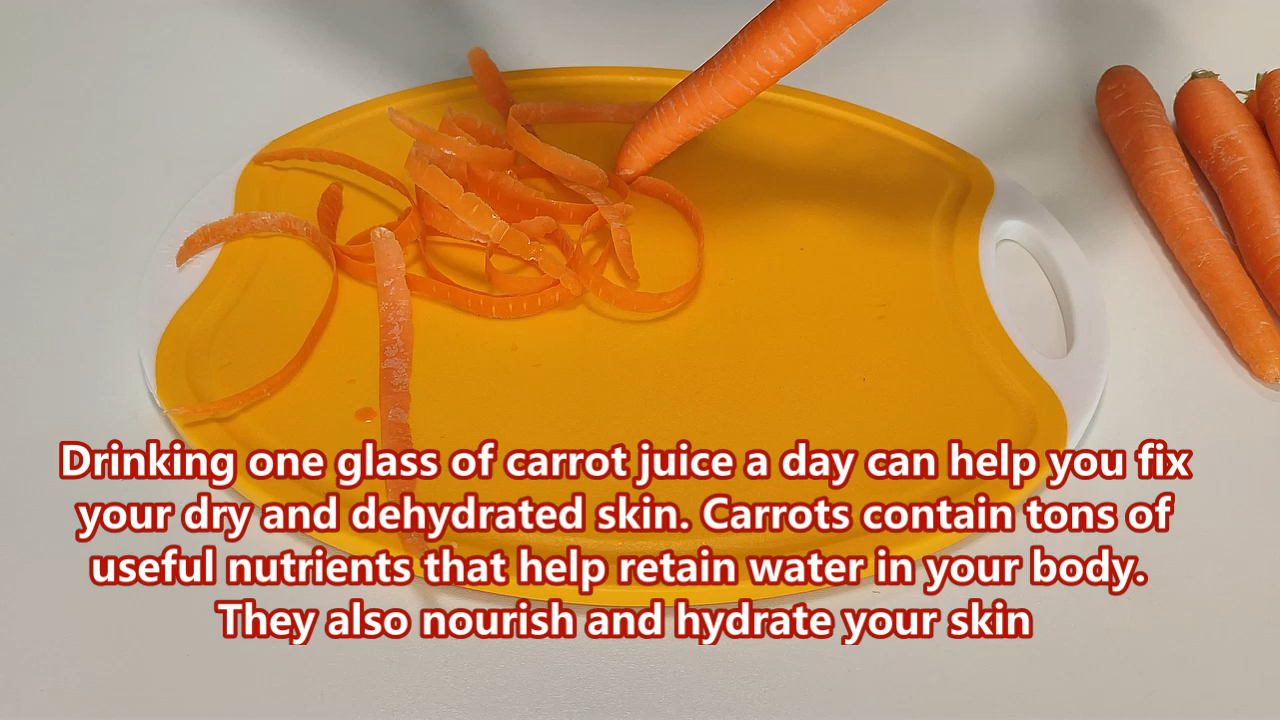 Drinking one glass of carrot juice a day can help you fix
your dry and dehydrated skin. Carrots contain tons of
useful nutrients that help retain water in your body.
They also nourish and hydrate your skin